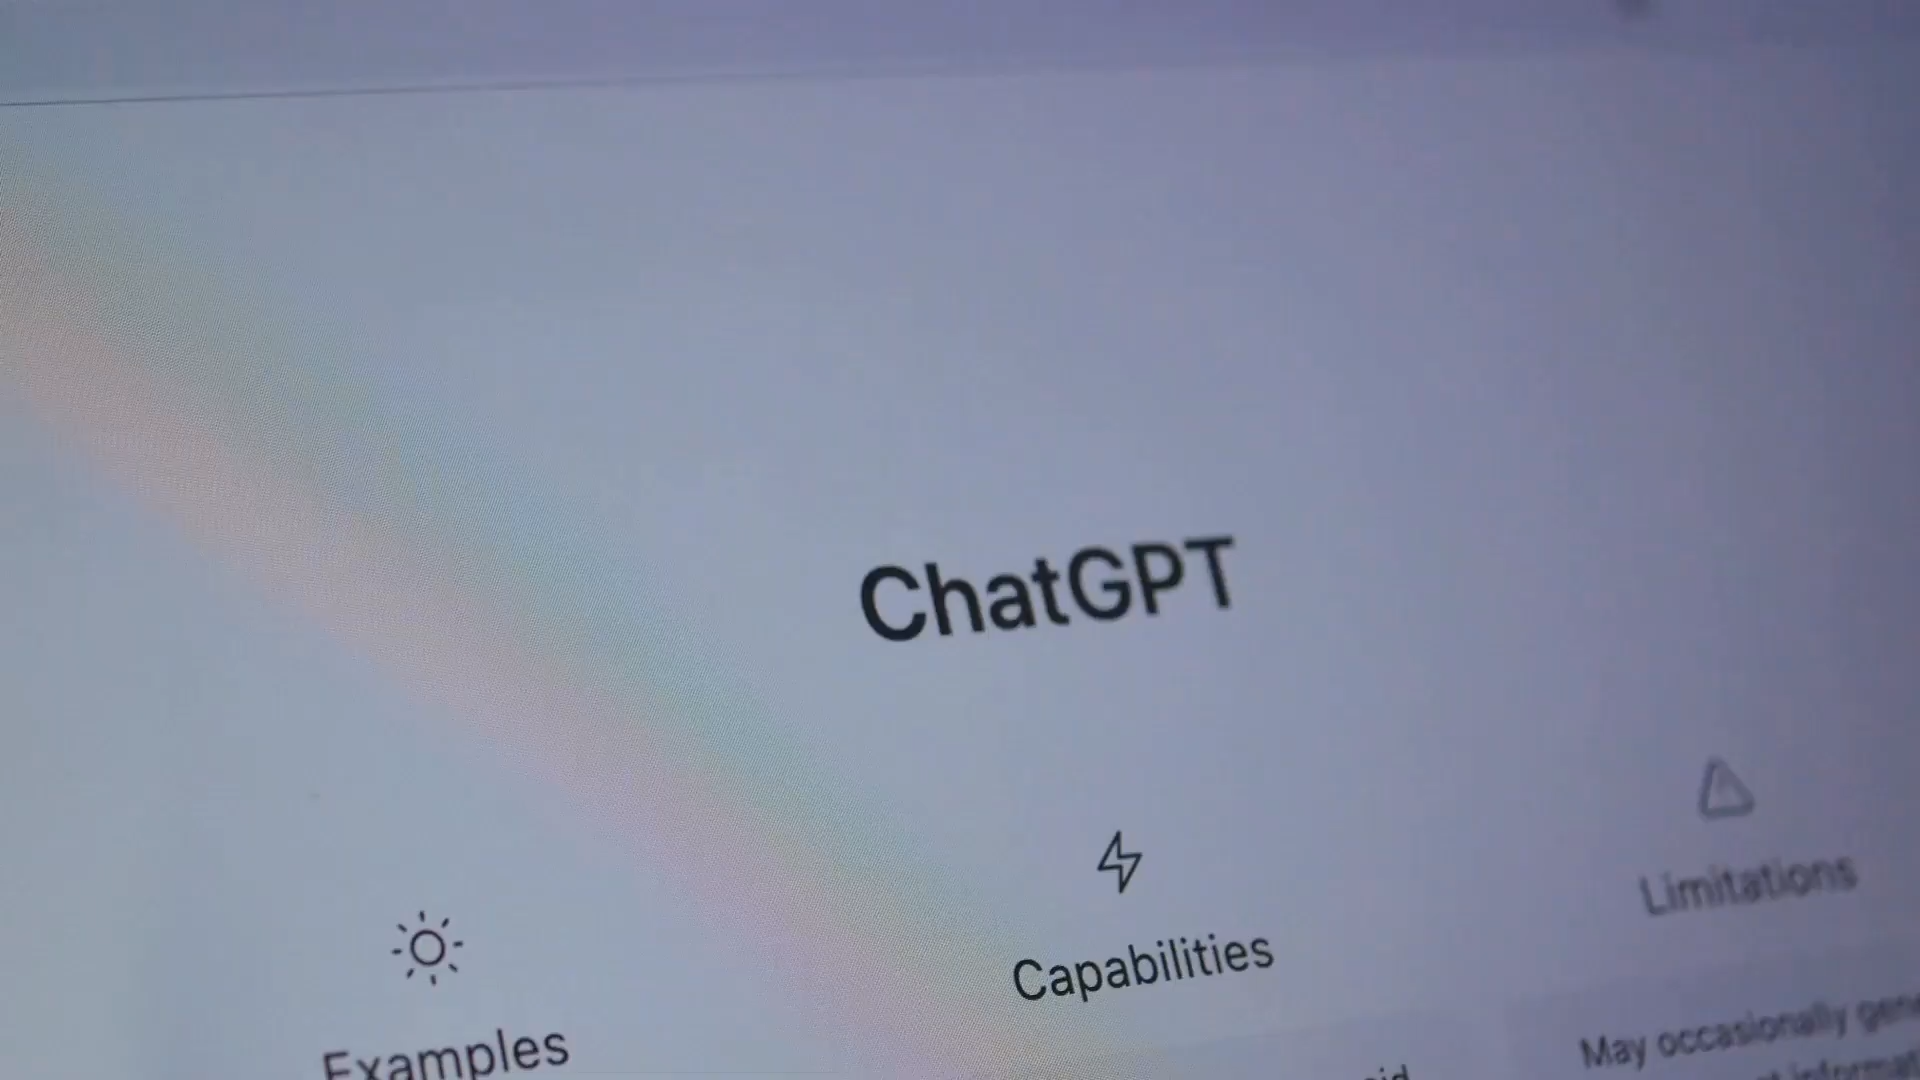 ChatGPT
Examples
Capabilities
Limitations
May occasionally